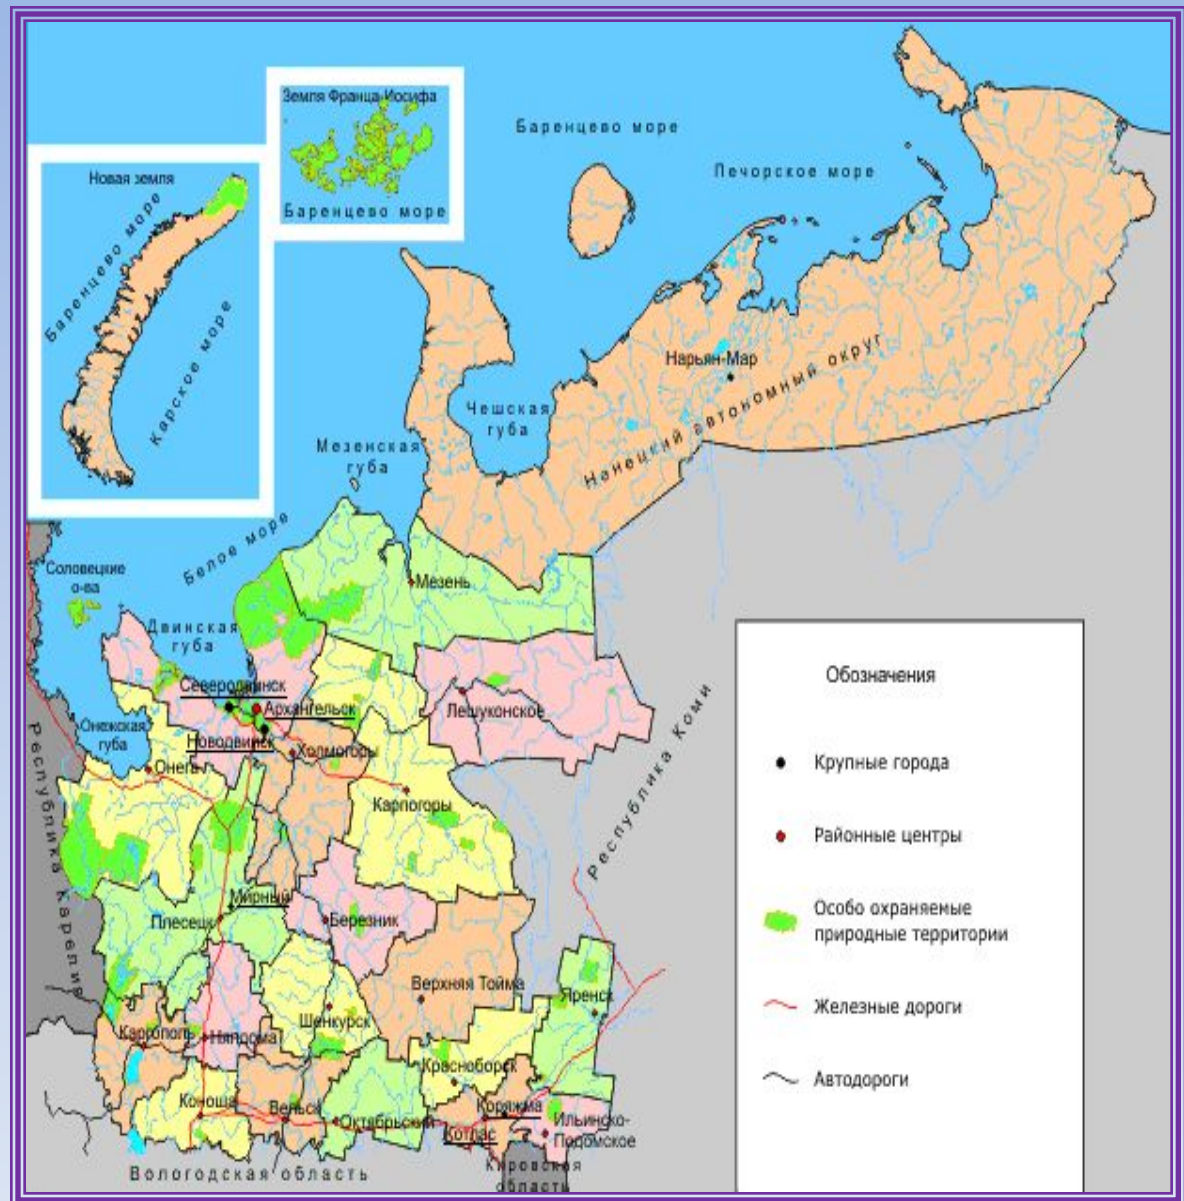 Земля Франца-Иосифа
Баренцево море
Новая земля
Баренцево море
Карское море
Баренцево море
Печорское море
Нарьян-Мар
Ненецкий автономный округ
Чешская
губа
Мезенская
губа
Белое море
Соловецкие
о-ва
Мезень
Двинская
губа
Северодвинск
Архангельск
Лешуконское
Онежская
губа
Новодвинск
Холмогоры
Онега г.
Карпогоры
Республика Карелия
Республика Коми
Мирный
Плесецк
Березник
Верхняя Тойма
Яренск
Шенкурск
Каргополь
Няндома
Красноборск
Коноша
Вельск
Октябрьский
Коряжма
Котлас
Ильинско-
Подомское
Вологодская область
Кировская
область
Обозначения
Крупные города
Районные центры
Особо охраняемые
природные территории
Железные дороги
Автодороги